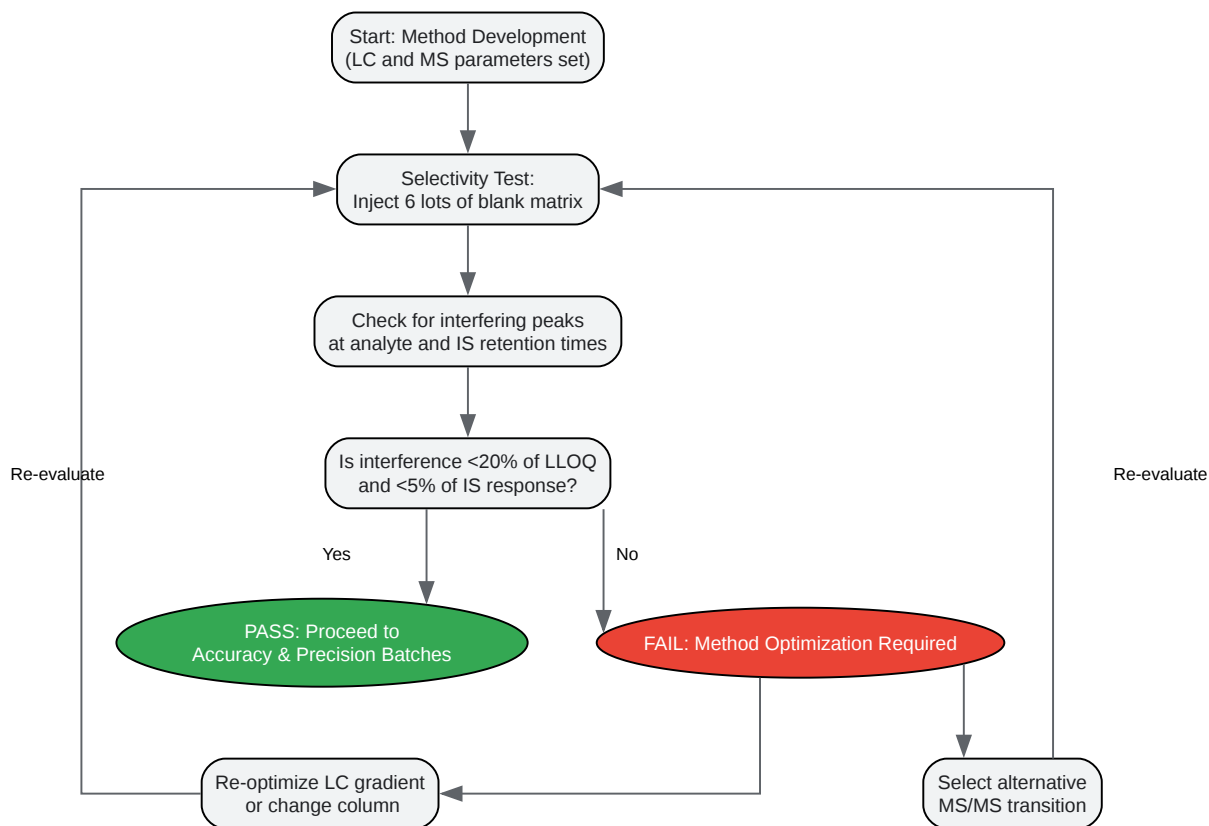 Start: Method Development
(LC and MS parameters set)
Selectivity Test:
Inject 6 lots of blank matrix
Check for interfering peaks
at analyte and IS retention times
Is interference <20% of LLOQ
and <5% of IS response?
Re-evaluate
Re-evaluate
Yes
No
PASS: Proceed to
Accuracy & Precision Batches
FAIL: Method Optimization Required
Re-optimize LC gradient
or change column
Select alternative
MS/MS transition